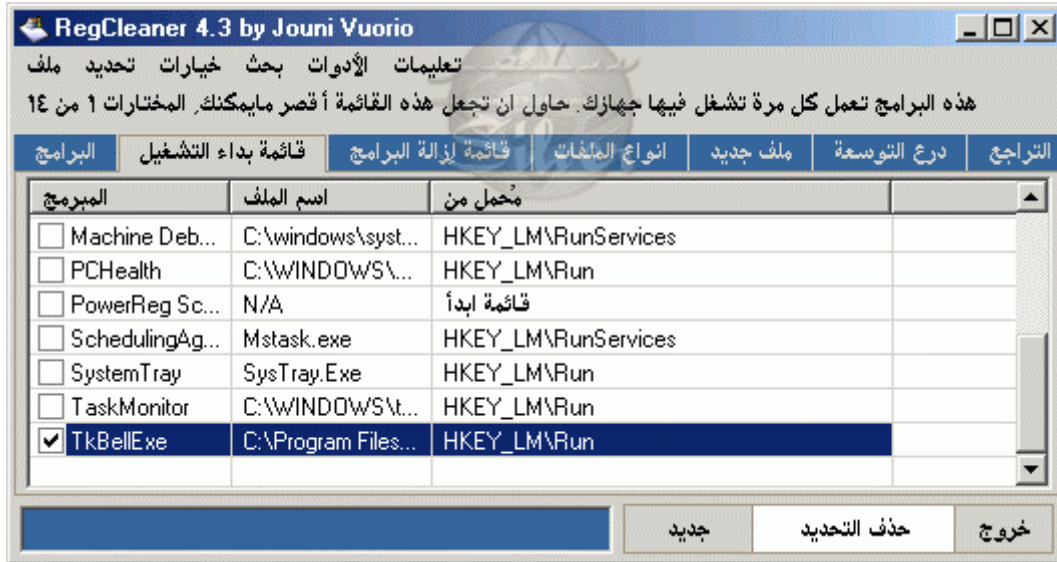 RegCleaner 4.3 by Jouni Vuorio
ملف تحديد خيارات بحث الأدوات تعليمات
هذه البرامج تعمل كل مرة تشغل فيها جهازك. حاول ان تجعل هذه القائمة أقصر مايمكنك. المختارات ١ من ١٤
البرامج قائمة بداء التشغيل قائمة إزالة البرامج انواع الملفات ملف جديد درع التوسعة التراجع
المبرمج اسم الملف مُحمل من
Machine Deb... C:\windows\syst... HKEY_LM\RunServices
PCHealth C:\WINDOWS\... HKEY_LM\Run
PowerReg Sc... N/A قائمة ابدأ
SchedulingAg... Mstask.exe HKEY_LM\RunServices
SystemTray SysTray.Exe HKEY_LM\Run
TaskMonitor C:\WINDOWS\t... HKEY_LM\Run
TkBellExe C:\Program Files... HKEY_LM\Run
جديد حذف التحديد خروج